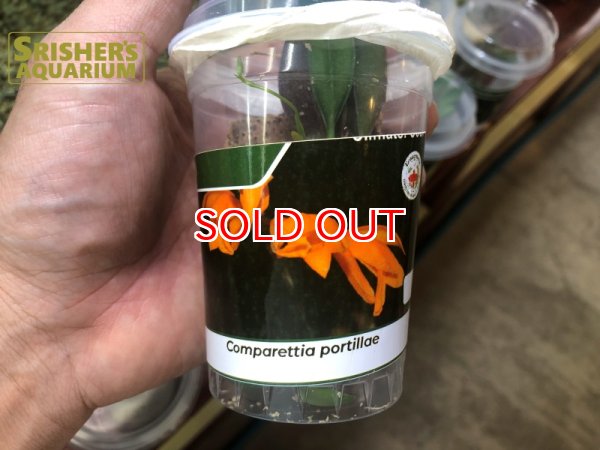 SRISHER'S
AQUARIUM
SOLD OUT
Comparettia portillae